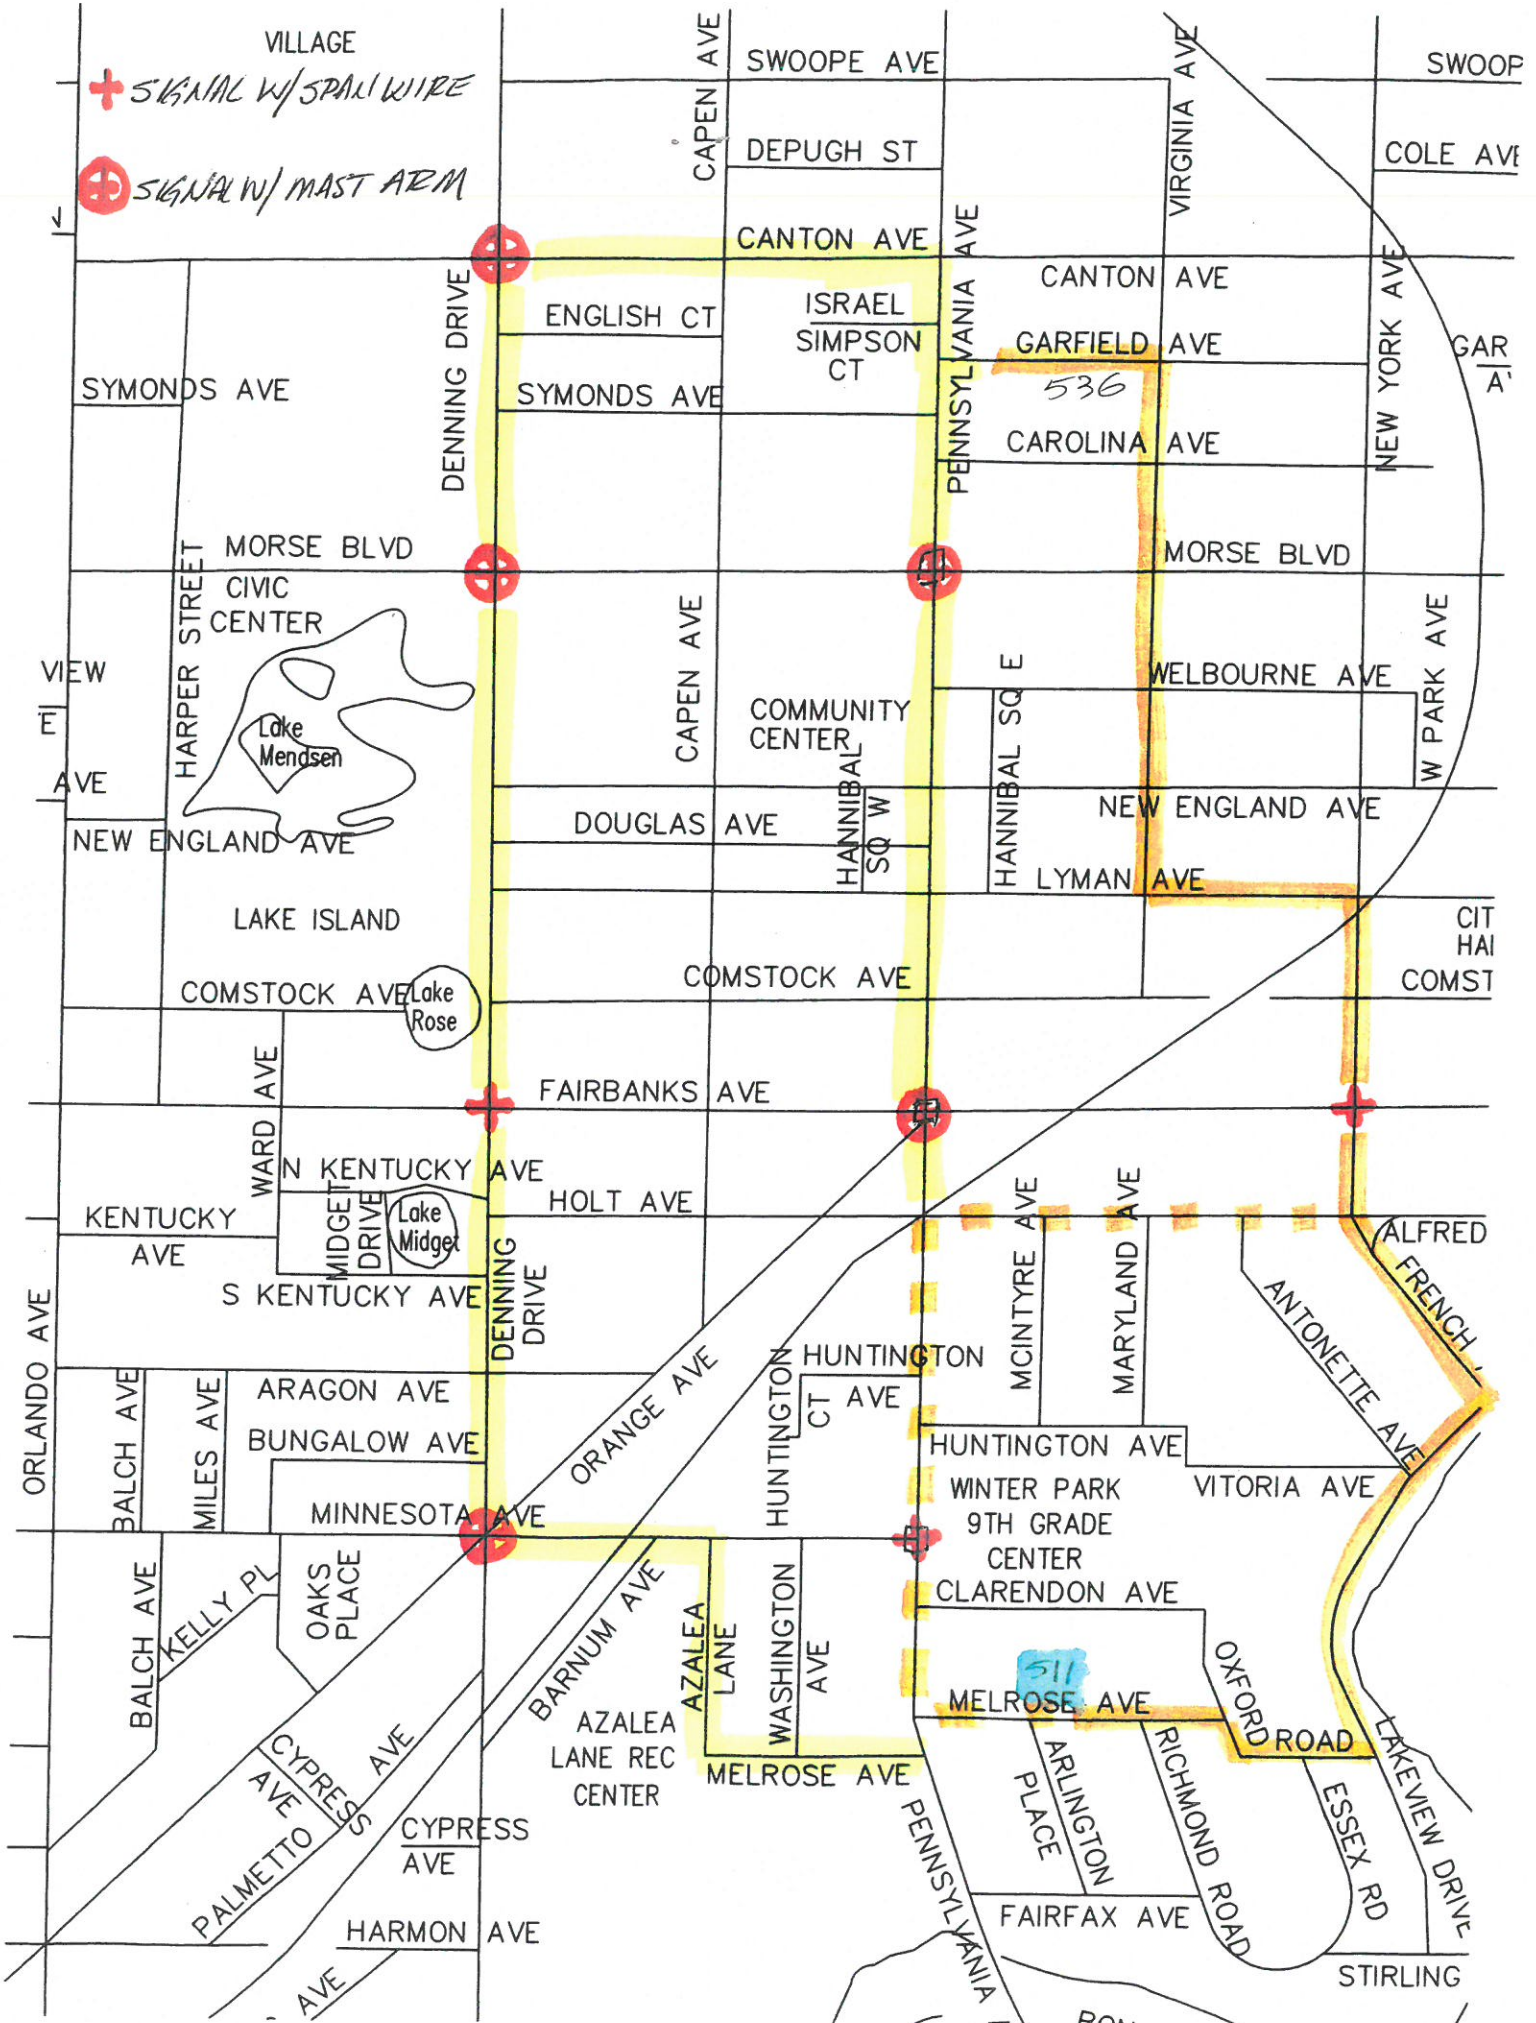 VILLAGE
SIGNAL W/SPAN WIRE
SIGNAL W/ MAST ARM
CAPEN AVE
SWOOPE AVE
VIRGINIA AVE
SWOOP
DEPUGH ST
COLE AVE
DENNING DRIVE
CANTON AVE
PENNSYLVANIA AVE
CANTON AVE
NEW YORK AVE
ENGLISH CT
ISRAEL
SIMPSON
CT
GARFIELD AVE
GAR
A'
536
SYMONDS AVE
SYMONDS AVE
CAROLINA AVE
HARPER STREET
MORSE BLVD
MORSE BLVD
CIVIC
CENTER
VIEW
E
AVE
Lake
Mendsen
CAPEN AVE
COMMUNITY
CENTER
HANNIBAL
SQ W
HANNIBAL SQ E
WELBOURNE AVE
W PARK AVE
NEW ENGLAND AVE
DOUGLAS AVE
NEW ENGLAND AVE
LYMAN AVE
LAKE ISLAND
CIT
HAI
COMSTOCK AVE
Lake
Rose
COMSTOCK AVE
COMST
WARD AVE
FAIRBANKS AVE
N KENTUCKY AVE
HOLT AVE
KENTUCKY
AVE
MIDGET
DRIVE
Lake
Midget
S KENTUCKY AVE
DENNING
DRIVE
MCINTYRE AVE
MARYLAND AVE
ALFRED
FRENCH
ANTONETTE AVE
ORLANDO AVE
ARAGON AVE
ORANGE AVE
HUNTINGTON
CT
HUNTINGTON
AVE
BALCH AVE
MILES AVE
BUNGALOW AVE
HUNTINGTON AVE
VITORIA AVE
MINNESOTA AVE
WINTER PARK
9TH GRADE
CENTER
BALCH AVE
KELLY PL
OAKS
PLACE
BARNUM AVE
AZALEA
LANE
WASHINGTON
AVE
CLARENDON AVE
511
MELROSE AVE
OXFORD
ROAD
AZALEA
LANE REC
CENTER
MELROSE AVE
CYPRESS
AVE
PALMETTO AVE
CYPRESS
AVE
PENNSYLVANIA
ARLINGTON
PLACE
RICHMOND ROAD
ESSEX RD
LAKEVIEW DRIVE
FAIRFAX AVE
HARMON AVE
AVE
STIRLING